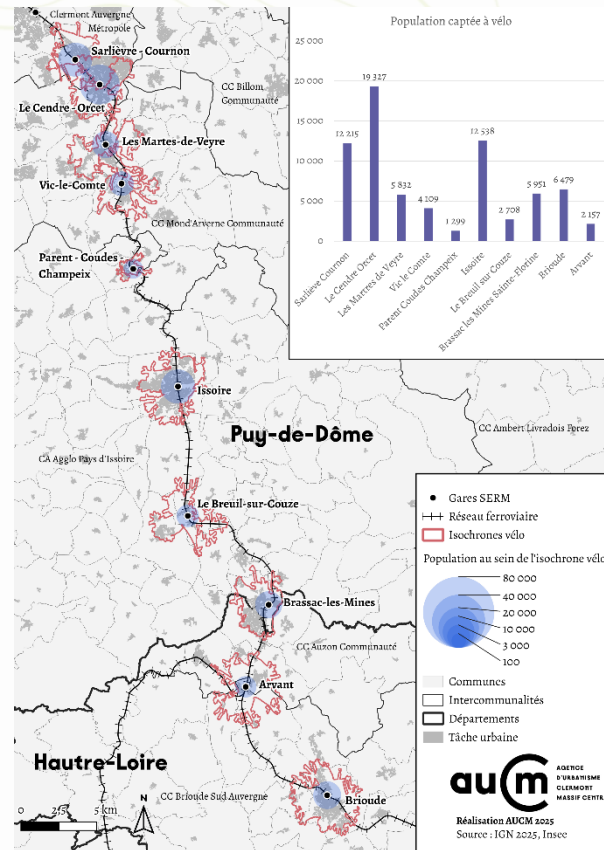 Clermont Auvergne
Métropole
Sarlièvre - Cournon
Le Cendre - Orcet
CC Billom
Communauté
Les Martes-de-Veyre
Vic-le-Comte
CC Mond'Arverne Communauté
Parent - Coudes -
Champeix
Issoire
Puy-de-Dôme
CC Ambert Livradois Forez
CA Agglo Pays d'Issoire
Le Breuil-sur-Couze
Brassac-les-Mines
CC Auzon Communauté
Arvant
Hautre-Loire
CC Brioude Sud Auvergne
Brioude
0 2,5 5 km
N
Population captée à vélo
25 000
20 000
15 000
10 000
5 000
0
12 215
19 327
5 832
4 109
1 299
12 538
2 708
5 951
6 479
2 157
Sarliève Cournon
Le Cendre Orcet
Les Martres de Veyre
Vic le Comte
Parent Coudes Champeix
Issoire
Le Breuil sur Couze
Brassac les Mines Sainte-Florine
Brioude
Arvant
Gares SERM
Réseau ferroviaire
Isochrones vélo
Population au sein de l'isochrone vélo
80 000
40 000
20 000
10 000
3 000
100
Communes
Intercommunalités
Départements
Tâche urbaine
aucm
AGENCE
D'URBANISME
CLERMONT
MASSIF CENTRAL
Réalisation AUCM 2025
Source : IGN 2025, Insee